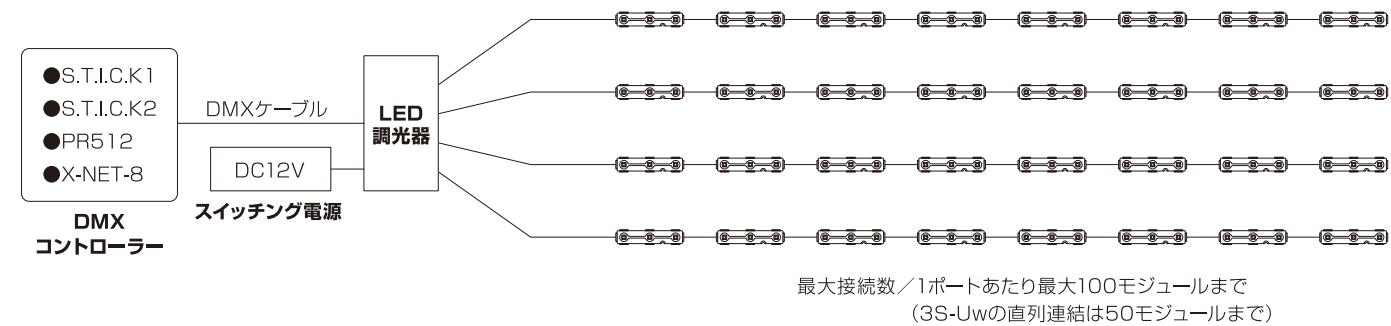 ●S.T.I.C.K1
●S.T.I.C.K2
●PR512
●X-NET-8
DMX
コントローラー
DMXケーブル
DC12V
スイッチング電源
LED
調光器
最大接続数／1ポートあたり最大100モジュールまで
（3S-Uwの直列連結は50モジュールまで）